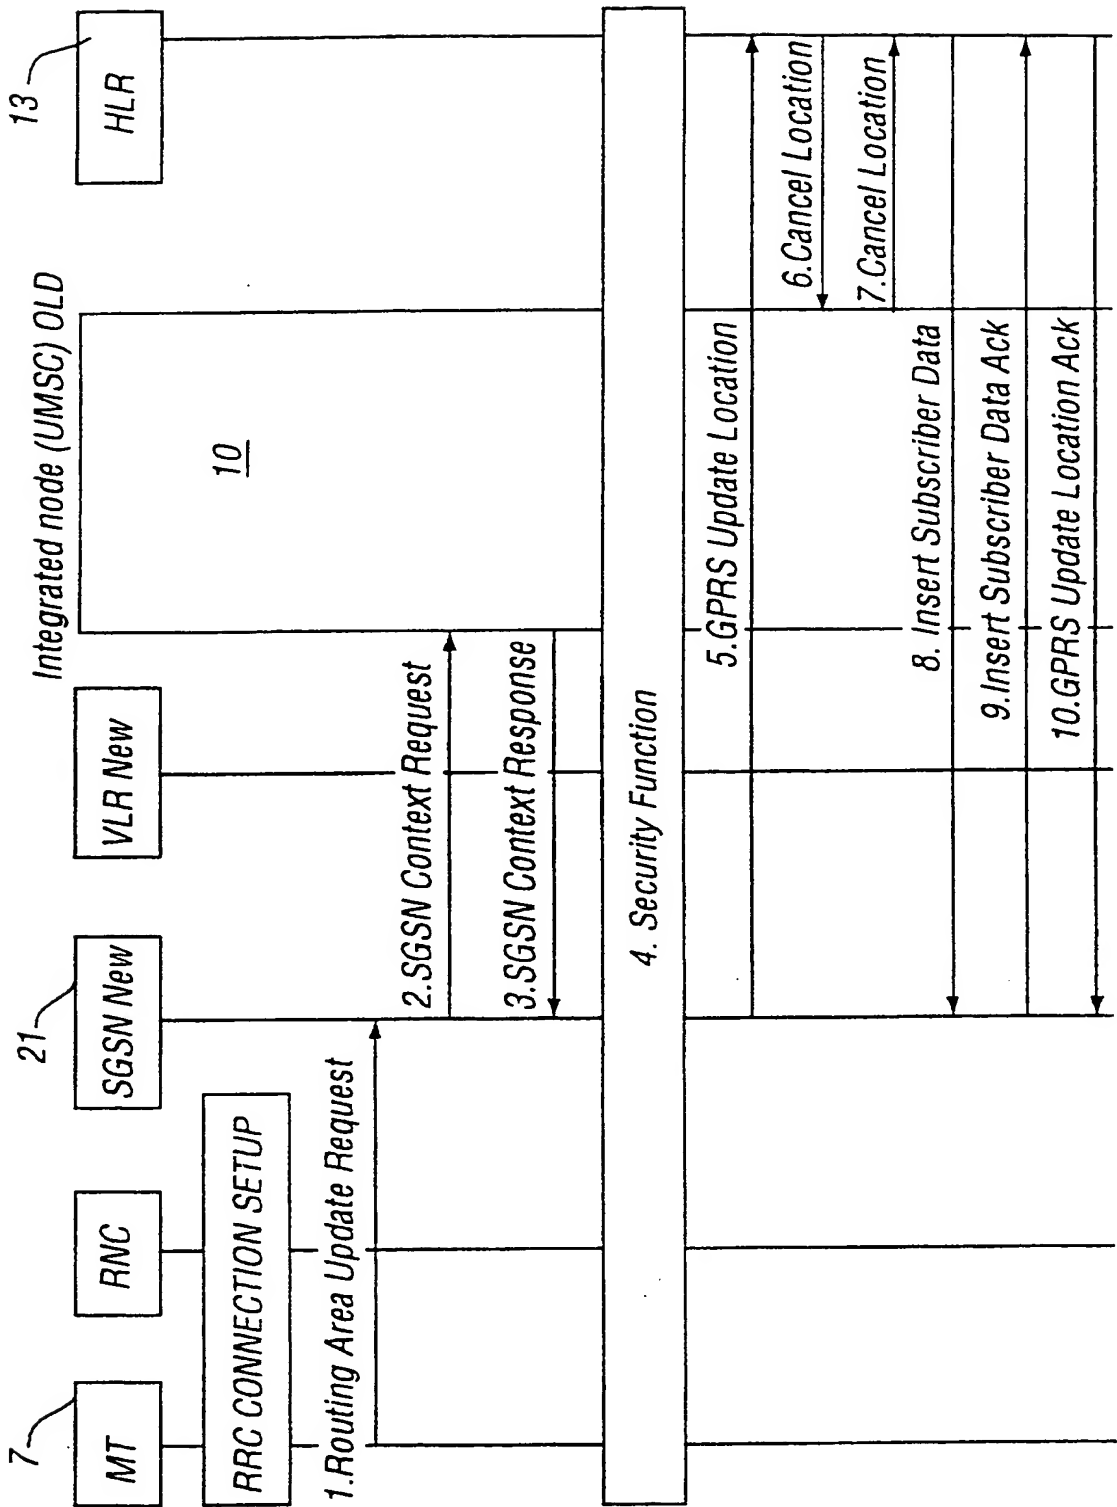 7
21
13
Integrated node (UMSC) OLD
MT
RNC
SGSN New
VLR New
10
HLR
RRC CONNECTION SETUP
1.Routing Area Update Request
2.SGSN Context Request
3.SGSN Context Response
4. Security Function
5.GPRS Update Location
6.Cancel Location
7.Cancel Location
8. Insert Subscriber Data
9.Insert Subscriber Data Ack
10.GPRS Update Location Ack